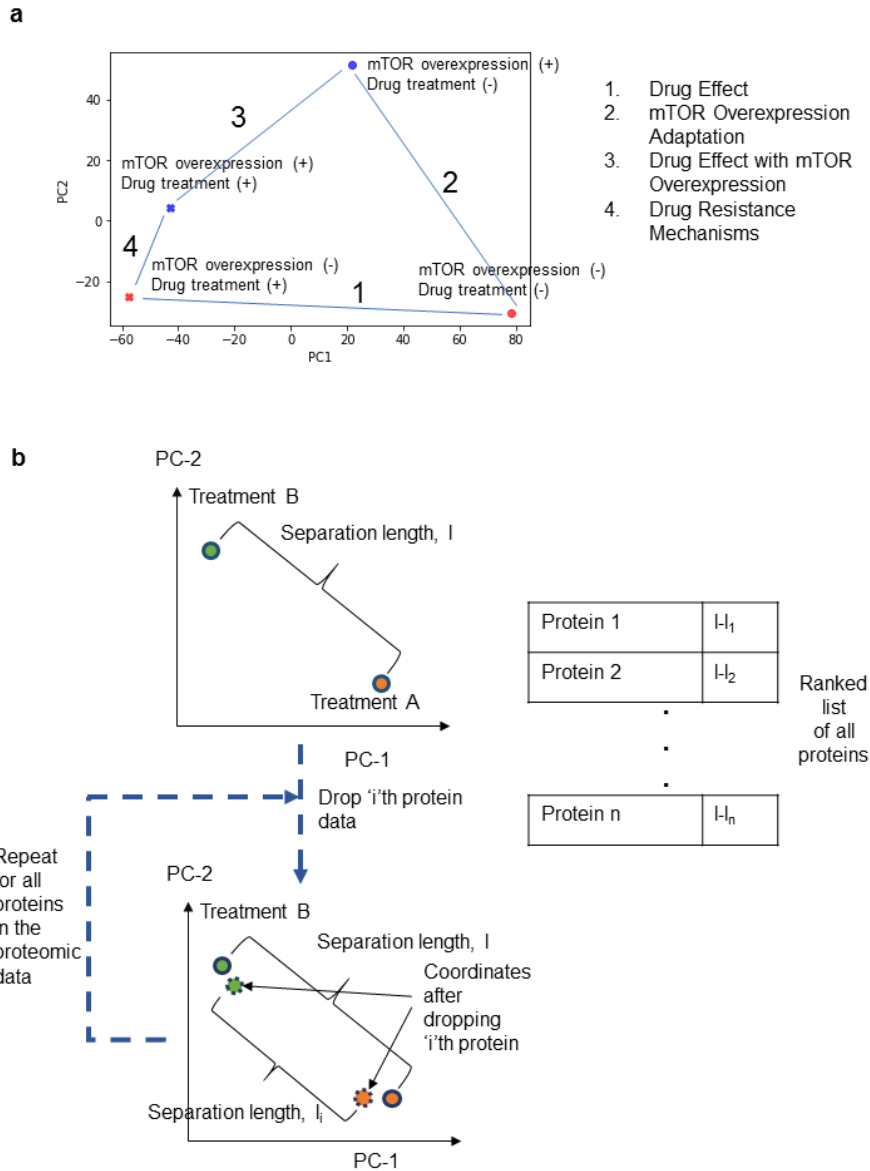 a
mTOR overexpression (+)
Drug treatment (-)
3
mTOR overexpression (+)
Drug treatment (+)
2
4
mTOR overexpression (-)
Drug treatment (+)
mTOR overexpression (-)
Drug treatment (-)
1
PC2
40
20
0
−20
−60
−40
−20
0
20
40
60
80
PC1
1. Drug Effect
2. mTOR Overexpression
Adaptation
3. Drug Effect with mTOR
Overexpression
4. Drug Resistance
Mechanisms
b
PC-2
Treatment B
Separation length, l
Treatment A
PC-1
Drop ‘i’th protein
data
Repeat
for all
proteins
in the
proteomic
data
PC-2
Treatment B
Separation length, l
Coordinates
after
dropping
‘i’th protein
Separation length, lᵢ
PC-1
Protein 1 l-l₁
Protein 2 l-l₂
.
.
.
Protein n l-lₙ
Ranked
list
of all
proteins